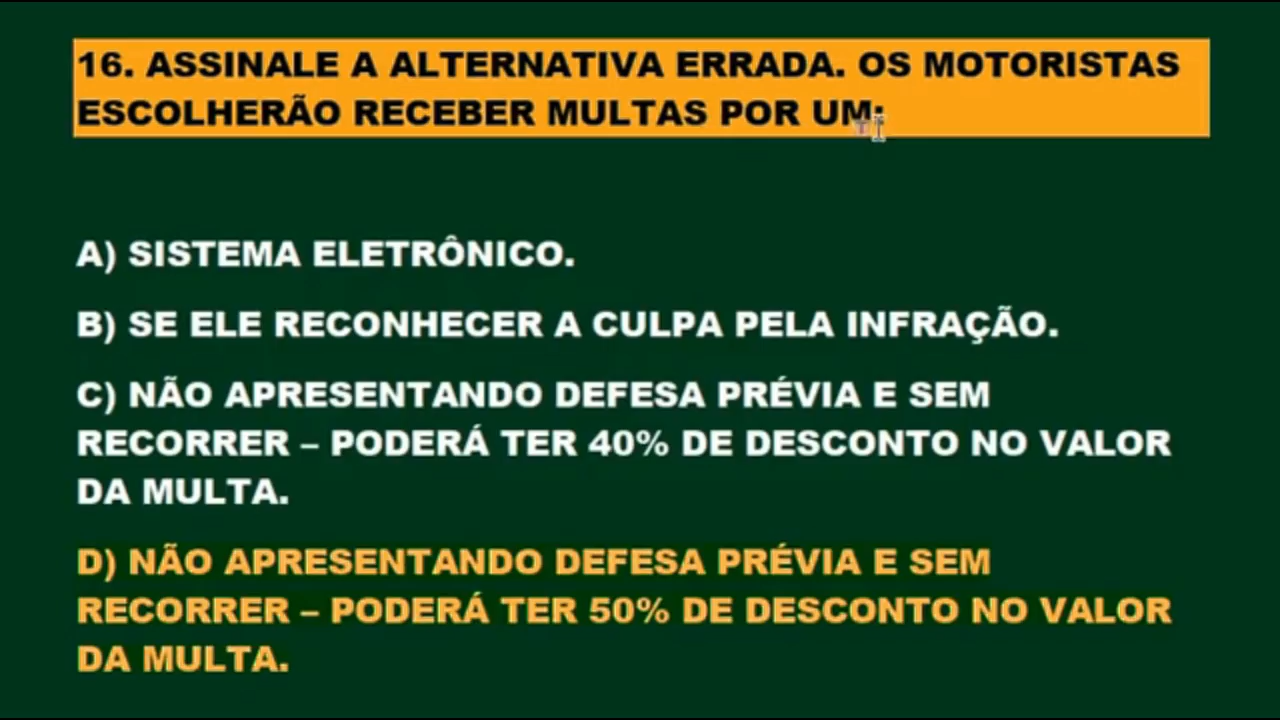 16. ASSINALE A ALTERNATIVA ERRADA. OS MOTORISTAS
ESCOLHERÃO RECEBER MULTAS POR UM:
A) SISTEMA ELETRÔNICO.
B) SE ELE RECONHECER A CULPA PELA INFRAÇÃO.
C) NÃO APRESENTANDO DEFESA PRÉVIA E SEM
RECORRER – PODERÁ TER 40% DE DESCONTO NO VALOR
DA MULTA.
D) NÃO APRESENTANDO DEFESA PRÉVIA E SEM
RECORRER – PODERÁ TER 50% DE DESCONTO NO VALOR
DA MULTA.